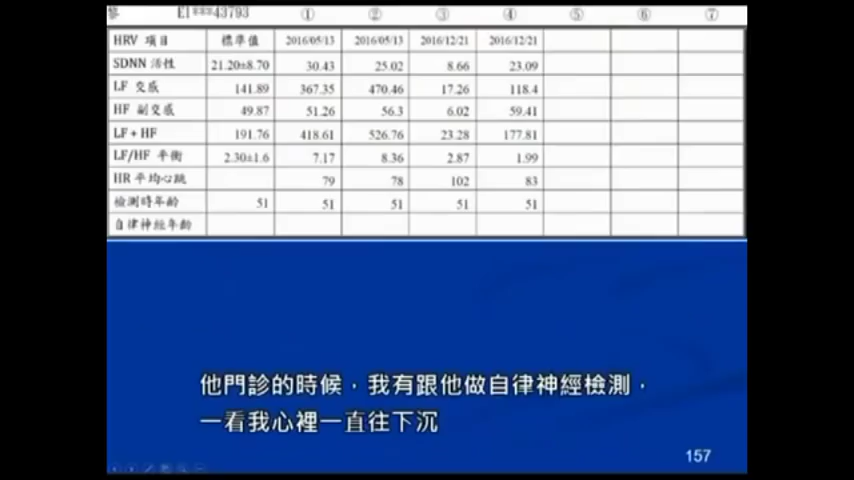 黎 E1***43793 ① ② ③ ④ ⑤ ⑥ ⑦
HRV 項目 標準值 2016/05/13 2016/05/13 2016/12/21 2016/12/21
SDNN 活性 21.20±8.70 30.43 25.02 8.66 23.09
LF 交感 141.89 367.35 470.46 17.26 118.4
HF 副交感 49.87 51.26 56.3 6.02 59.41
LF + HF 191.76 418.61 526.76 23.28 177.81
LF/HF 平衡 2.30±1.6 7.17 8.36 2.87 1.99
HR 平均心跳 79 78 102 83
檢測時年齡 51 51 51 51 51
自律神經年齡
他門診的時候，我有跟他做自律神經檢測，
一看我心裡一直往下沉
157